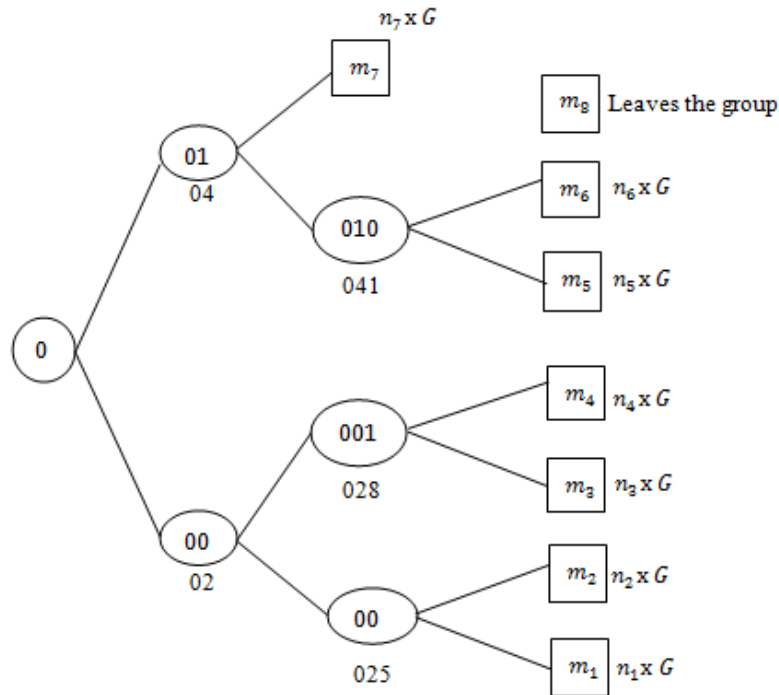 n₇ x G
m₇
m₈ Leaves the group
01
04
m₆ n₆ x G
010
041
m₅ n₅ x G
0
m₄ n₄ x G
001
028
m₃ n₃ x G
00
02
m₂ n₂ x G
00
025
m₁ n₁ x G